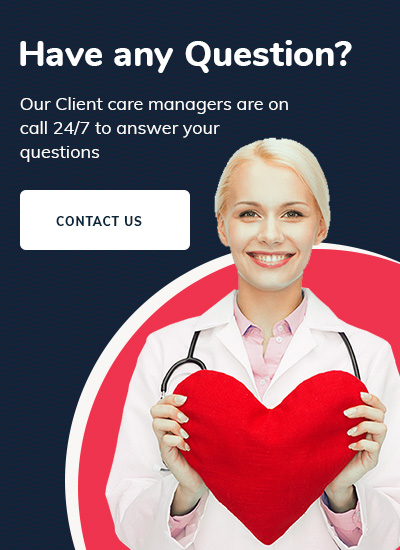 Have any Question?
Our Client care managers are on
call 24/7 to answer your
questions
CONTACT US